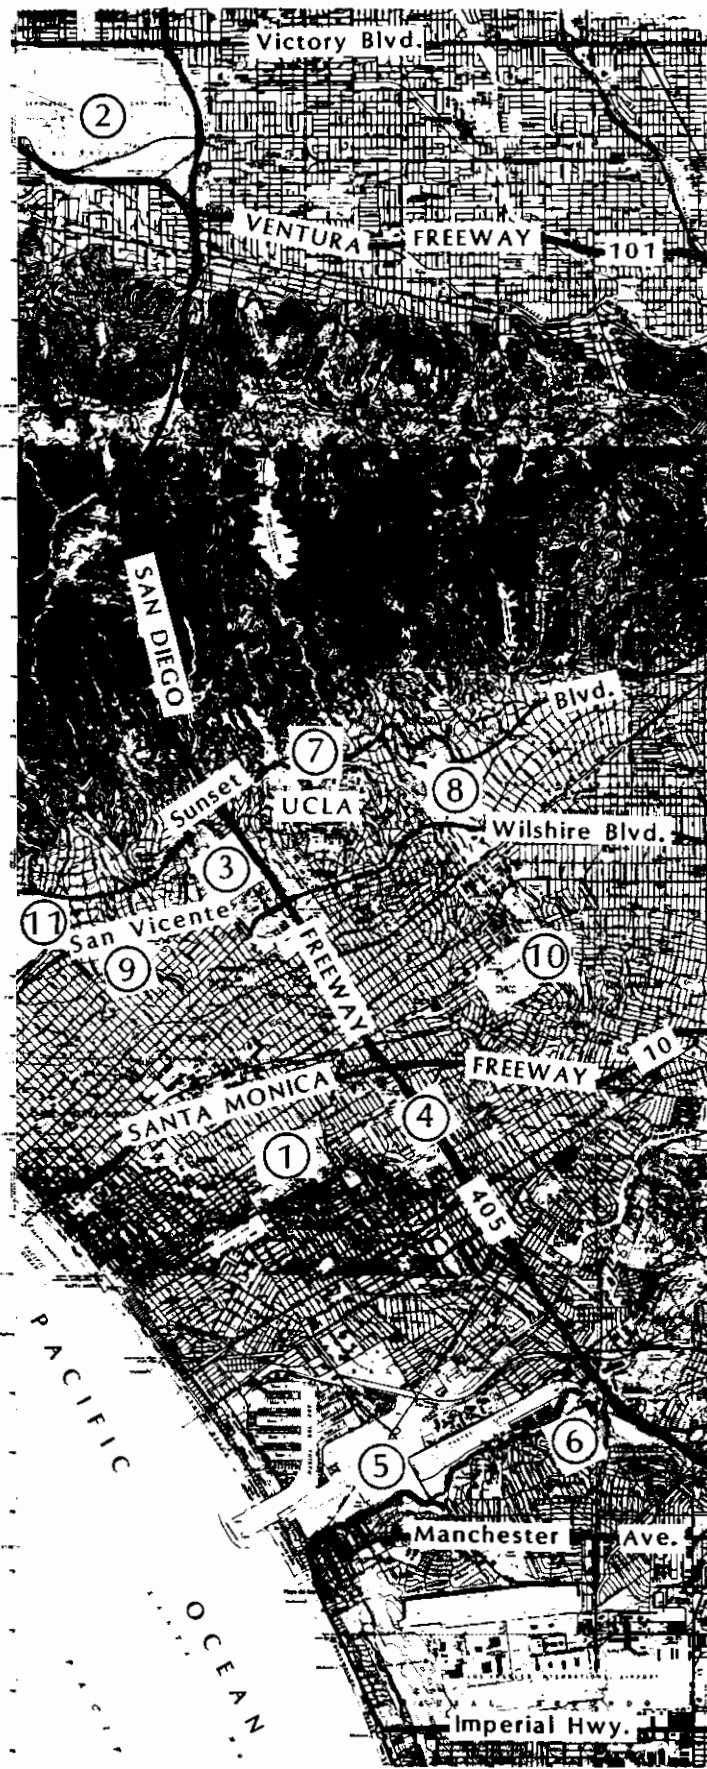 Victory Blvd.
2
VENTURA FREEWAY 101
SAN DIEGO
Blvd.
7
Sunset
UCLA
8
Wilshire Blvd.
3
11
San Vicente
9
FREEWAY
10
10
FREEWAY
SANTA MONICA
4
1
405
PACIFIC
6
5
Manchester Ave.
OCEAN
Imperial Hwy.